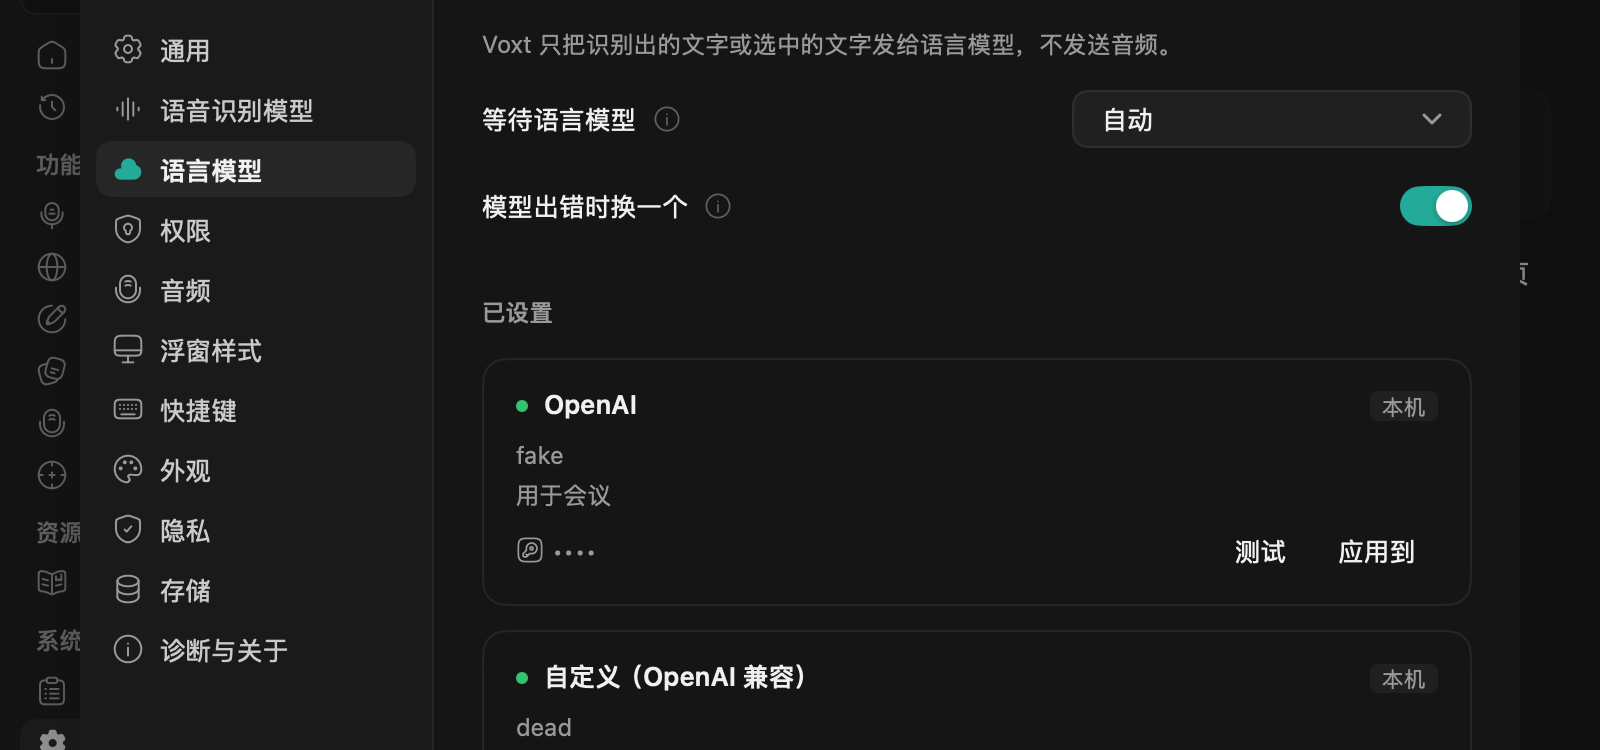 功能
资源
系统
通用
语音识别模型
语言模型
权限
音频
浮窗样式
快捷键
外观
隐私
存储
诊断与关于
Voxt 只把识别出的文字或选中的文字发给语言模型，不发送音频。
等待语言模型
自动
模型出错时换一个
已设置
OpenAI
本机
fake
用于会议
••••
测试
应用到
自定义（OpenAI 兼容）
本机
dead